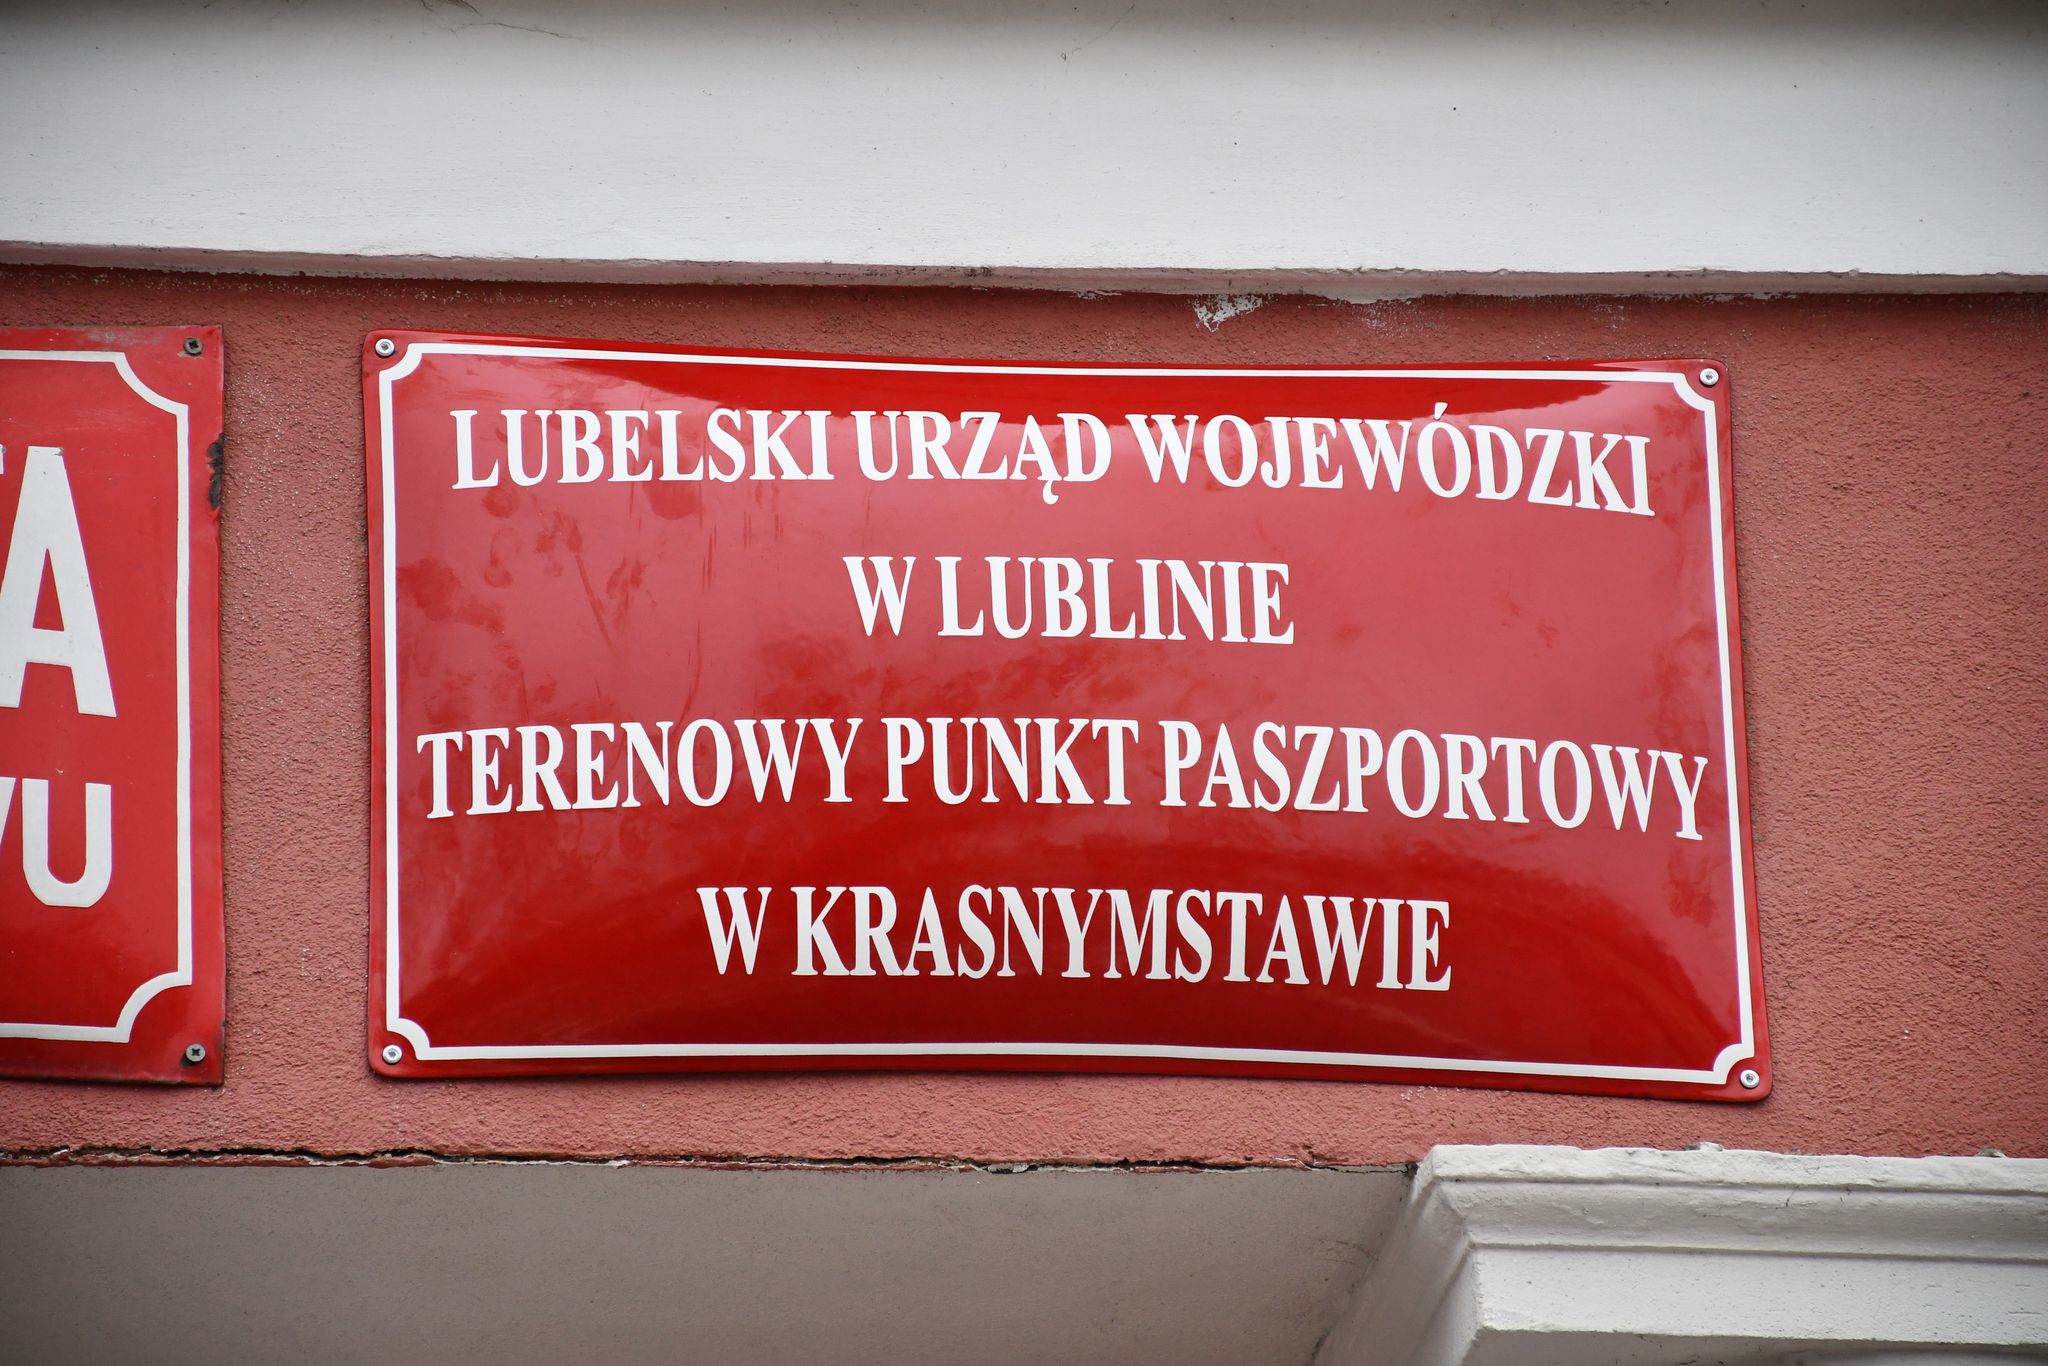 LUBELSKI URZĄD WOJEWÓDZKI
W LUBLINIE
TERENOWY PUNKT PASZPORTOWY
W KRASNYMSTAWIE